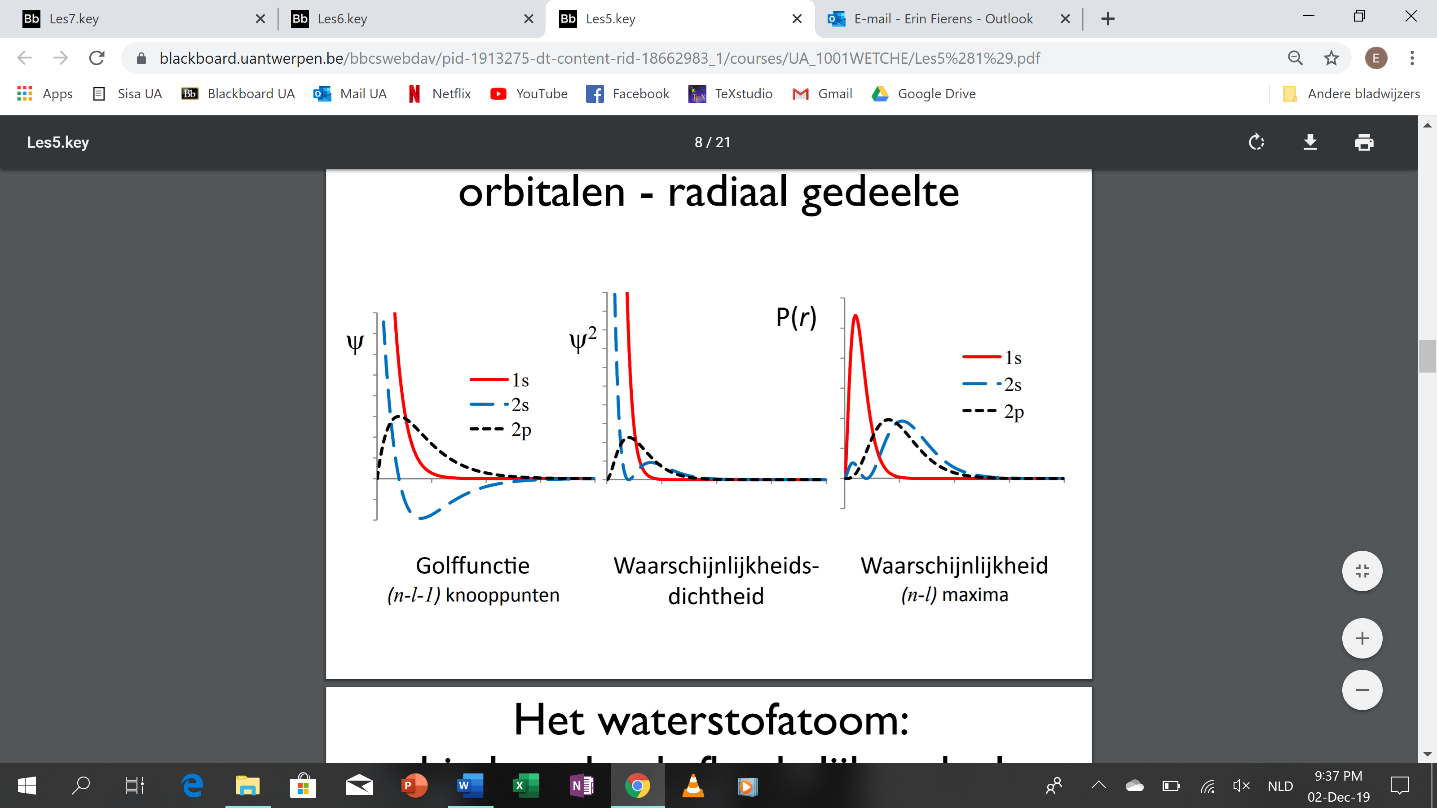 Les7.key
Les6.key
Les5.key
E-mail - Erin Fierens - Outlook
blackboard.uantwerpen.be/bbcswebdav/pid-1913275-dt-content-rid-18662983_1/courses/UA_1001WETCHE/Les5%281%29.pdf
E
Apps
Sisa UA
Blackboard UA
Mail UA
Netflix
YouTube
Facebook
TeXstudio
Gmail
Google Drive
Andere bladwijzers
Les5.key
8 / 21
orbitalen - radiaal gedeelte
ψ
1s
2s
2p
ψ²
P(r)
1s
2s
2p
Golffunctie
(n-l-1) knooppunten
Waarschijnlijkheids-
dichtheid
Waarschijnlijkheid
(n-l) maxima
Het waterstofatoom:
NLD
9:37 PM
02-Dec-19